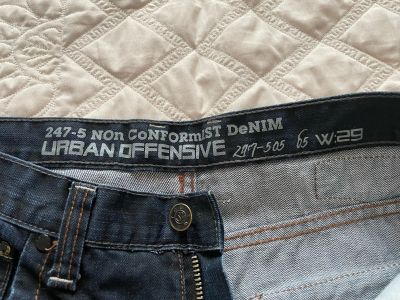 247-5 NOn CoNFORmiST DeNIM
URBAN OFFENSIVE 247-505 65 W:29